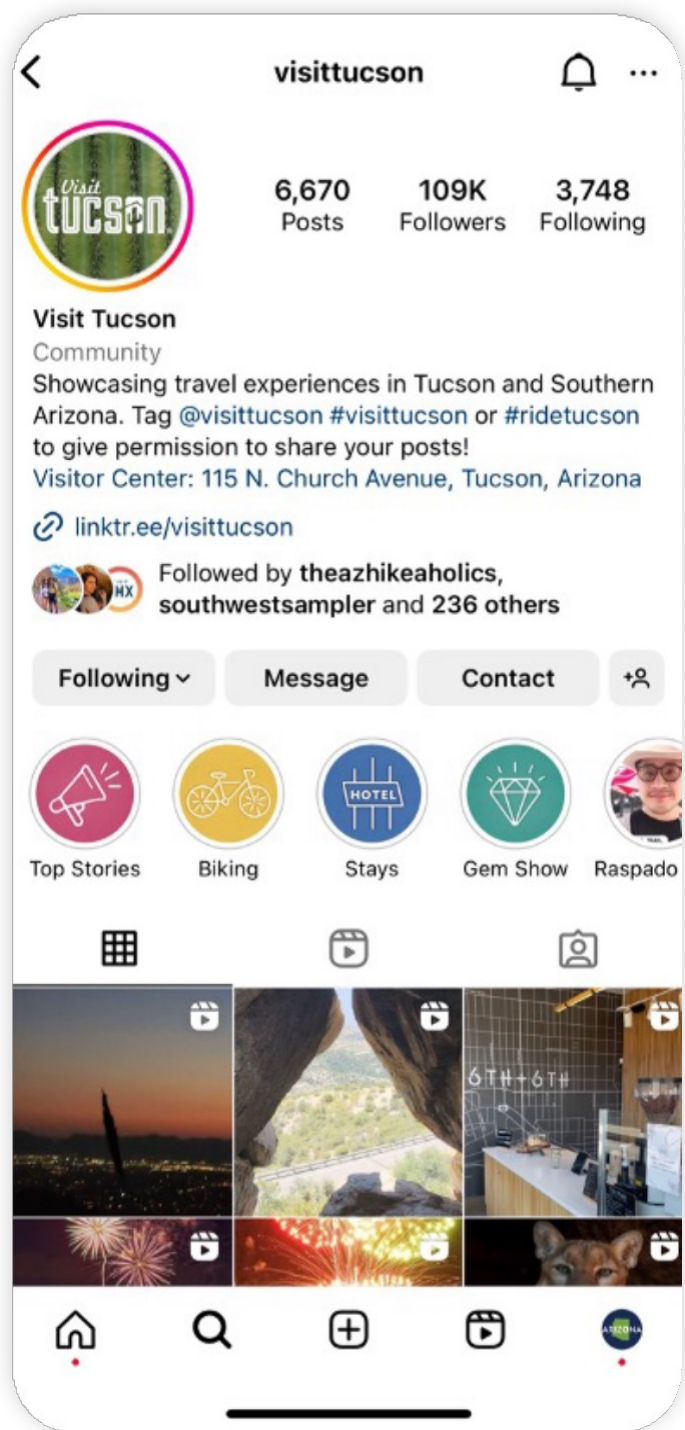 visittucson
Visit
tucson
6,670 109K 3,748
Posts Followers Following
Visit Tucson
Community
Showcasing travel experiences in Tucson and Southern
Arizona. Tag @visittucson #visittucson or #ridetucson
to give permission to share your posts!
Visitor Center: 115 N. Church Avenue, Tucson, Arizona
linktr.ee/visittucson
HX
Followed by theazhikeaholics,
southwestsampler and 236 others
Following Message Contact
HOTEL
Top Stories Biking Stays Gem Show Raspado
6TH+6TH
ARIZONA